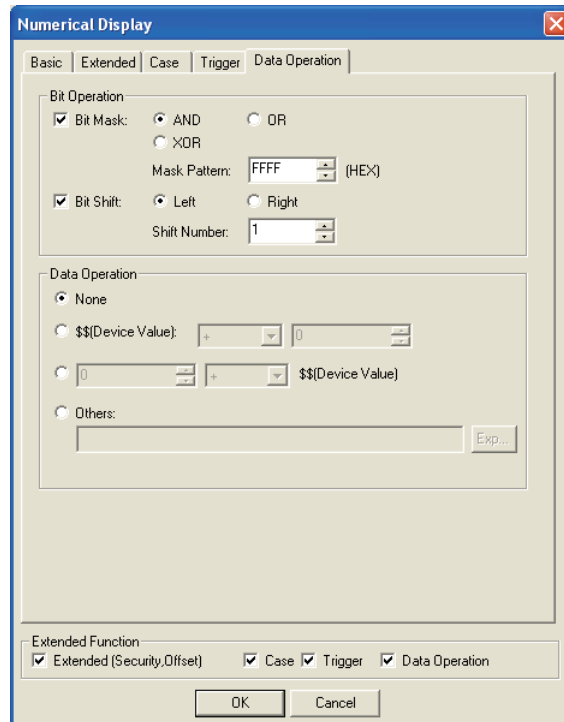 Numerical Display
Basic Extended Case Trigger Data Operation
Bit Operation
Bit Mask: AND OR
XOR
Mask Pattern: FFFF (HEX)
Bit Shift: Left Right
Shift Number: 1
Data Operation
None
$$(Device Value): + 0
0 + $$(Device Value)
Others:
Exp...
Extended Function
Extended (Security,Offset) Case Trigger Data Operation
OK Cancel